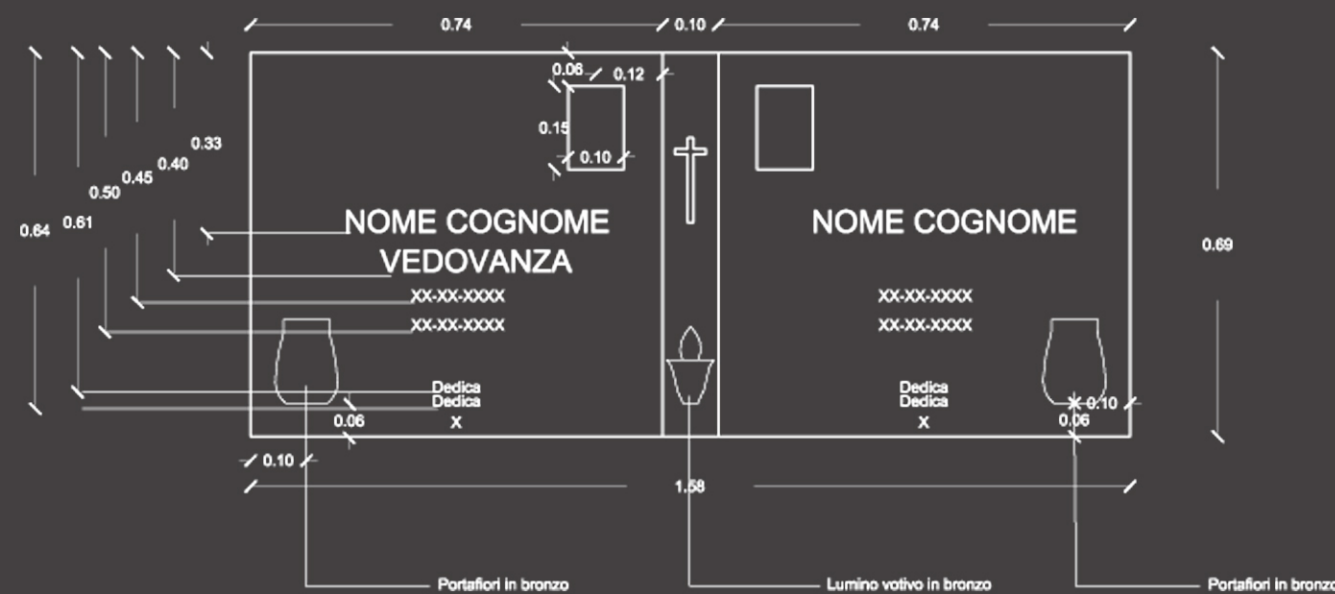 0.74
0.10
0.74
0.06
0.12
0.15
0.10
0.33
0.40
0.45
0.50
0.61
0.64
0.69
NOME COGNOME
VEDOVANZA
XX-XX-XXXX
XX-XX-XXXX
Dedica
Dedica
X
NOME COGNOME
XX-XX-XXXX
XX-XX-XXXX
Dedica
Dedica
X
0.06
0.10
0.06
0.10
1.58
Portafiori in bronzo
Lumino votivo in bronzo
Portafiori in bronzo